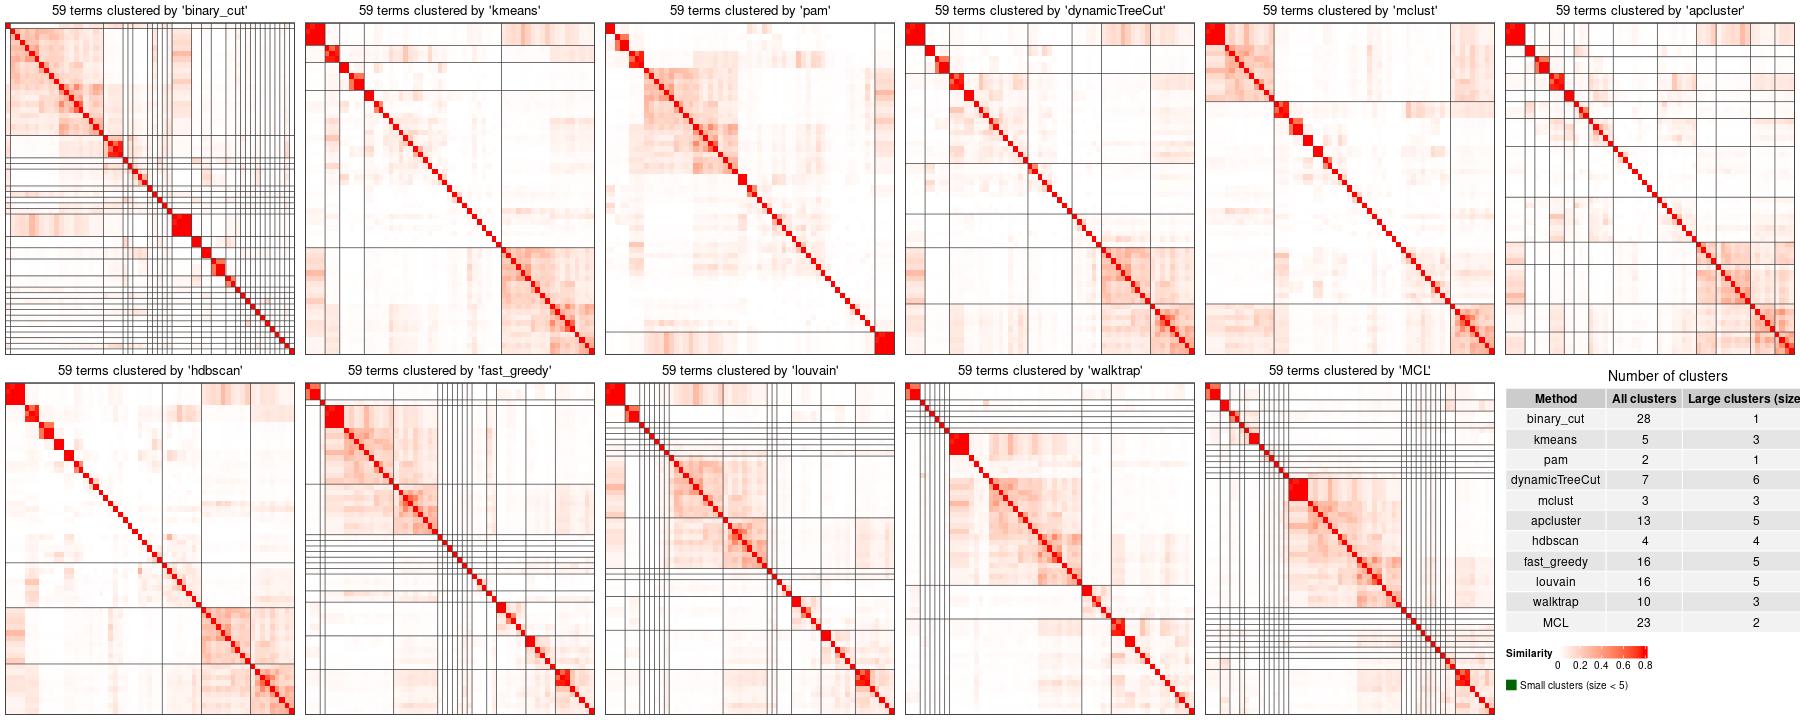 59 terms clustered by 'binary_cut'
59 terms clustered by 'kmeans'
59 terms clustered by 'pam'
59 terms clustered by 'dynamicTreeCut'
59 terms clustered by 'mclust'
59 terms clustered by 'apcluster'
59 terms clustered by 'hdbscan'
59 terms clustered by 'fast_greedy'
59 terms clustered by 'louvain'
59 terms clustered by 'walktrap'
59 terms clustered by 'MCL'
Number of clusters
Method All clusters Large clusters (size
binary_cut 28 1
kmeans 5 3
pam 2 1
dynamicTreeCut 7 6
mclust 3 3
apcluster 13 5
hdbscan 4 4
fast_greedy 16 5
louvain 16 5
walktrap 10 3
MCL 23 2
Similarity
0 0.2 0.4 0.6 0.8
Small clusters (size < 5)